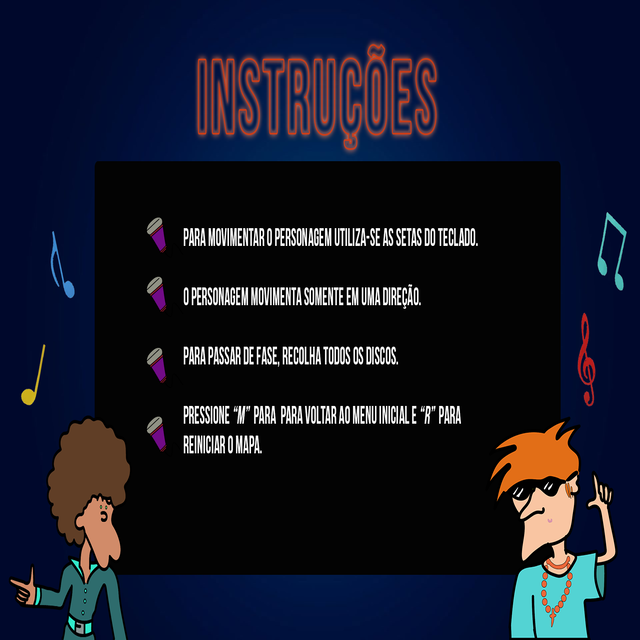 INSTRUÇÕES
PARA MOVIMENTAR O PERSONAGEM UTILIZA-SE AS SETAS DO TECLADO.
O PERSONAGEM MOVIMENTA SOMENTE EM UMA DIREÇÃO.
PARA PASSAR DE FASE, RECOLHA TODOS OS DISCOS.
PRESSIONE “M” PARA PARA VOLTAR AO MENU INICIAL E “R” PARA
REINICIAR O MAPA.